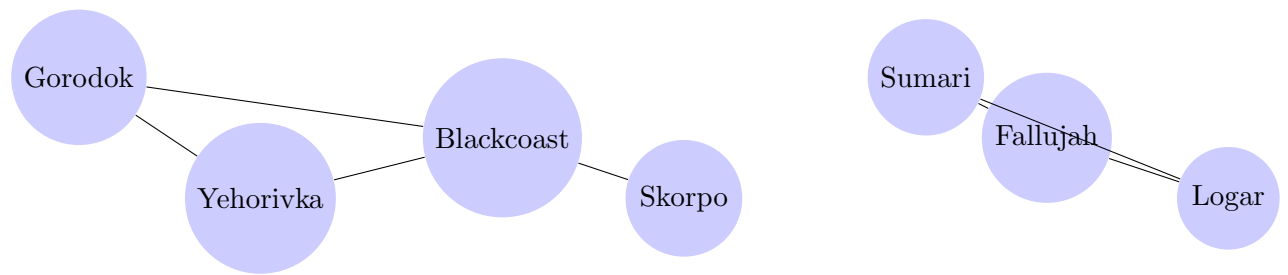 Gorodok
Sumari
Blackcoast
Fallujah
Yehorivka
Skorpo
Logar